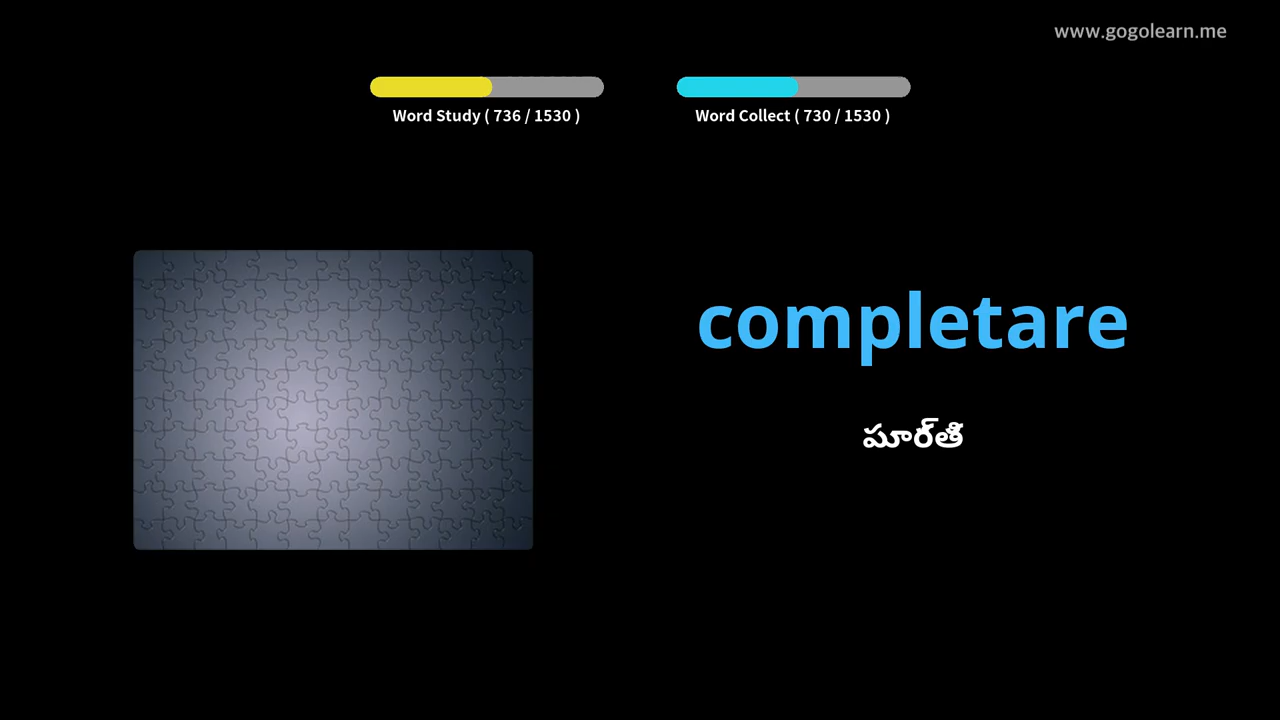 www.gogolearn.me
Word Study ( 736 / 1530 )
Word Collect ( 730 / 1530 )
completare
పూర్తి